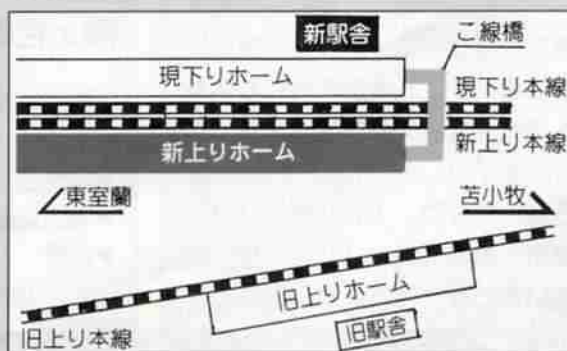 新駅舎
こ線橋
現下りホーム
現下り本線
新上りホーム
新上り本線
東室蘭
苫小牧
旧上りホーム
旧上り本線
旧駅舎